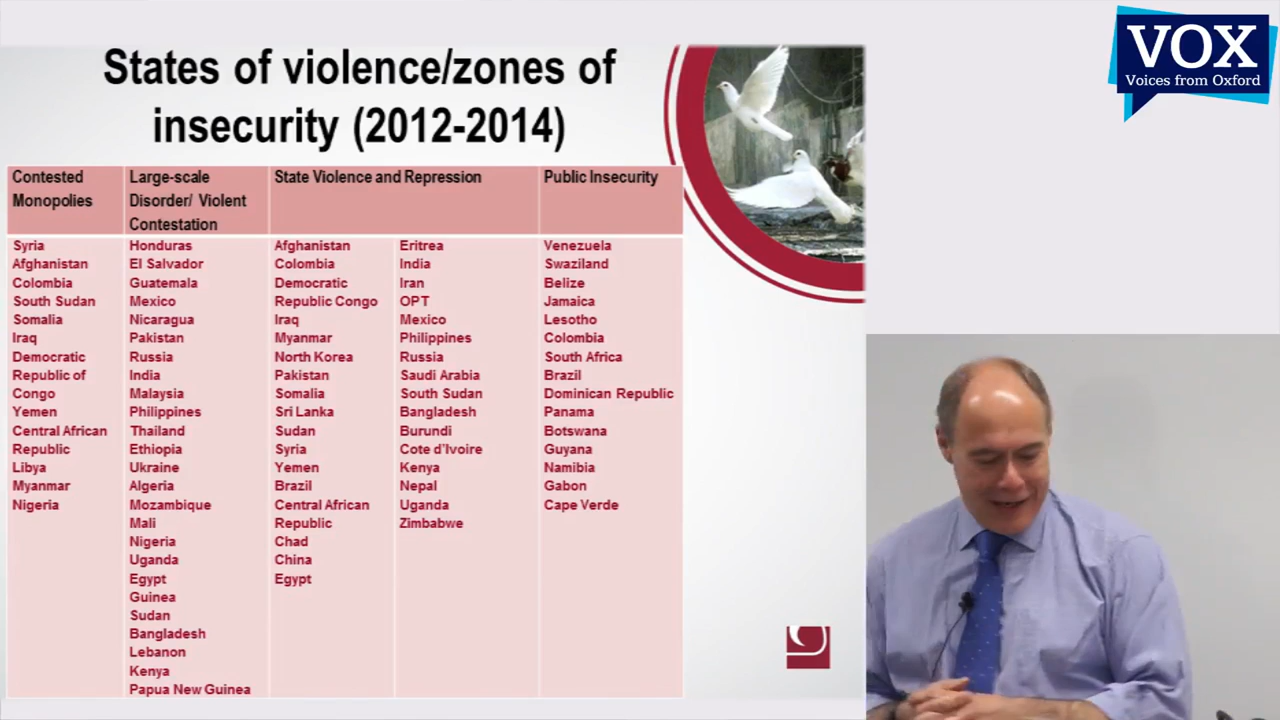 States of violence/zones of
insecurity (2012-2014)
Contested
Monopolies
Large-scale
Disorder/ Violent
Contestation
State Violence and Repression
Public Insecurity
Syria
Afghanistan
Colombia
South Sudan
Somalia
Iraq
Democratic
Republic of
Congo
Yemen
Central African
Republic
Libya
Myanmar
Nigeria
Honduras
El Salvador
Guatemala
Mexico
Nicaragua
Pakistan
Russia
India
Malaysia
Philippines
Thailand
Ethiopia
Ukraine
Algeria
Mozambique
Mali
Nigeria
Uganda
Egypt
Guinea
Sudan
Bangladesh
Lebanon
Kenya
Papua New Guinea
Afghanistan
Colombia
Democratic
Republic Congo
Iraq
Myanmar
North Korea
Pakistan
Somalia
Sri Lanka
Sudan
Syria
Yemen
Brazil
Central African
Republic
Chad
China
Egypt
Eritrea
India
Iran
OPT
Mexico
Philippines
Russia
Saudi Arabia
South Sudan
Bangladesh
Burundi
Cote d'Ivoire
Kenya
Nepal
Uganda
Zimbabwe
Venezuela
Swaziland
Belize
Jamaica
Lesotho
Colombia
South Africa
Brazil
Dominican Republic
Panama
Botswana
Guyana
Namibia
Gabon
Cape Verde
VOX
Voices from Oxford